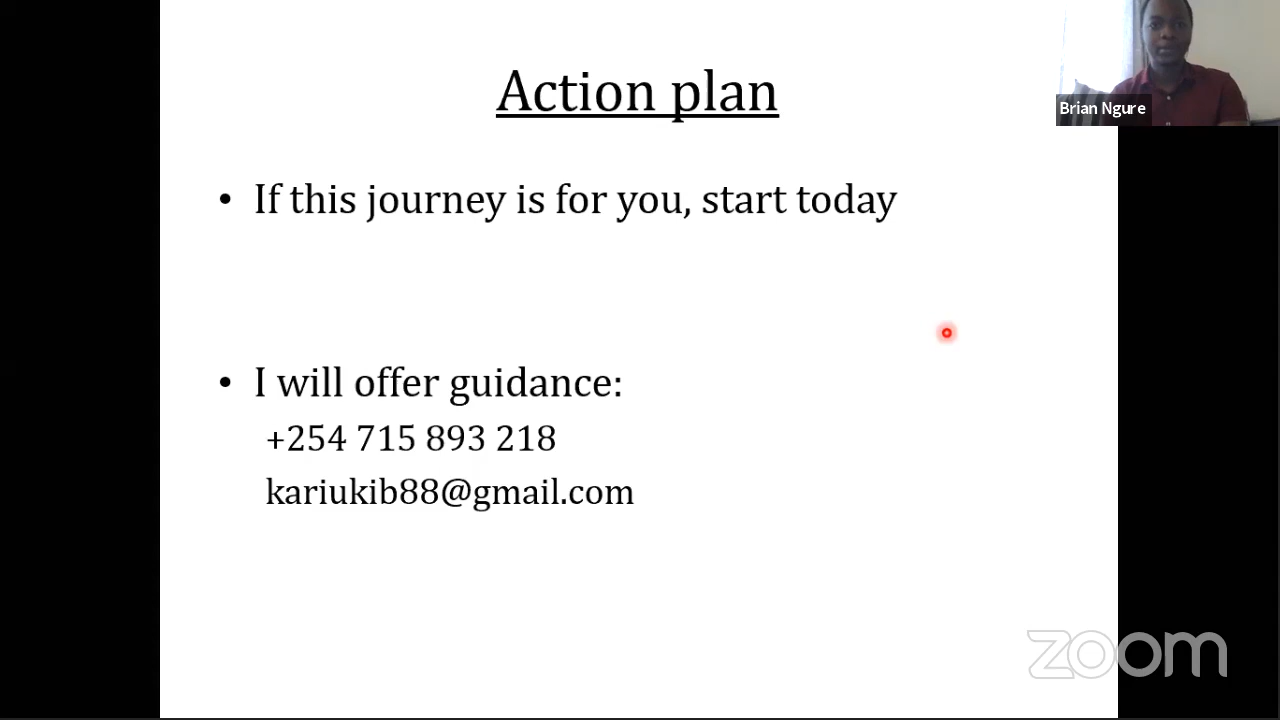 Action plan
Brian Ngure
• If this journey is for you, start today
• I will offer guidance:
+254 715 893 218
kariukib88@gmail.com
zoom